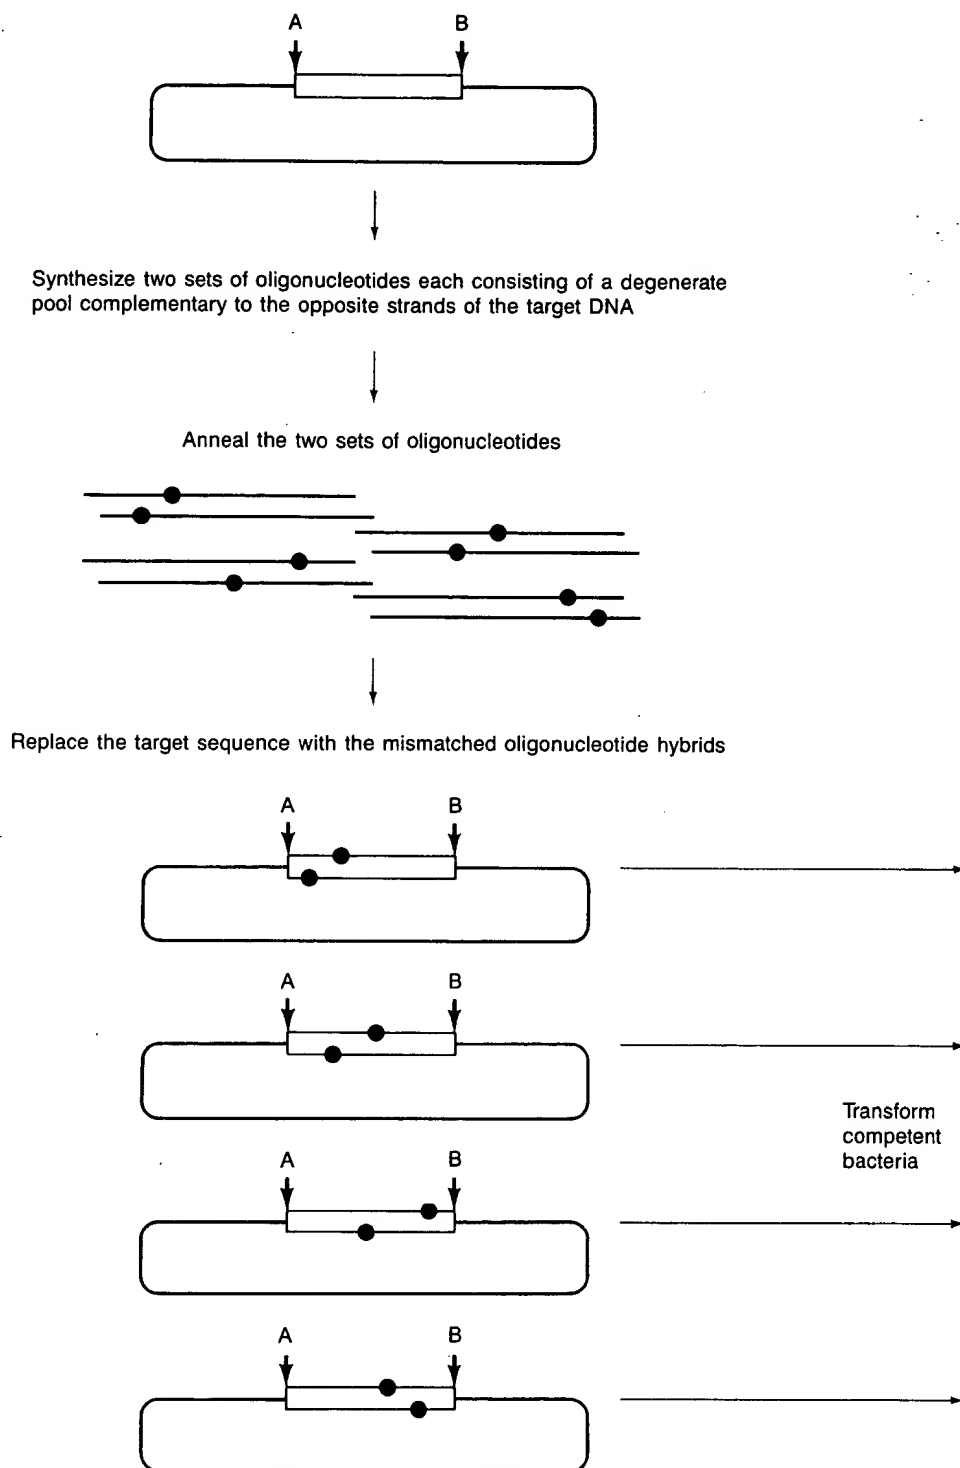 A B
Synthesize two sets of oligonucleotides each consisting of a degenerate
pool complementary to the opposite strands of the target DNA
Anneal the two sets of oligonucleotides
Replace the target sequence with the mismatched oligonucleotide hybrids
A B
A B
Transform
competent
bacteria
A B
A B